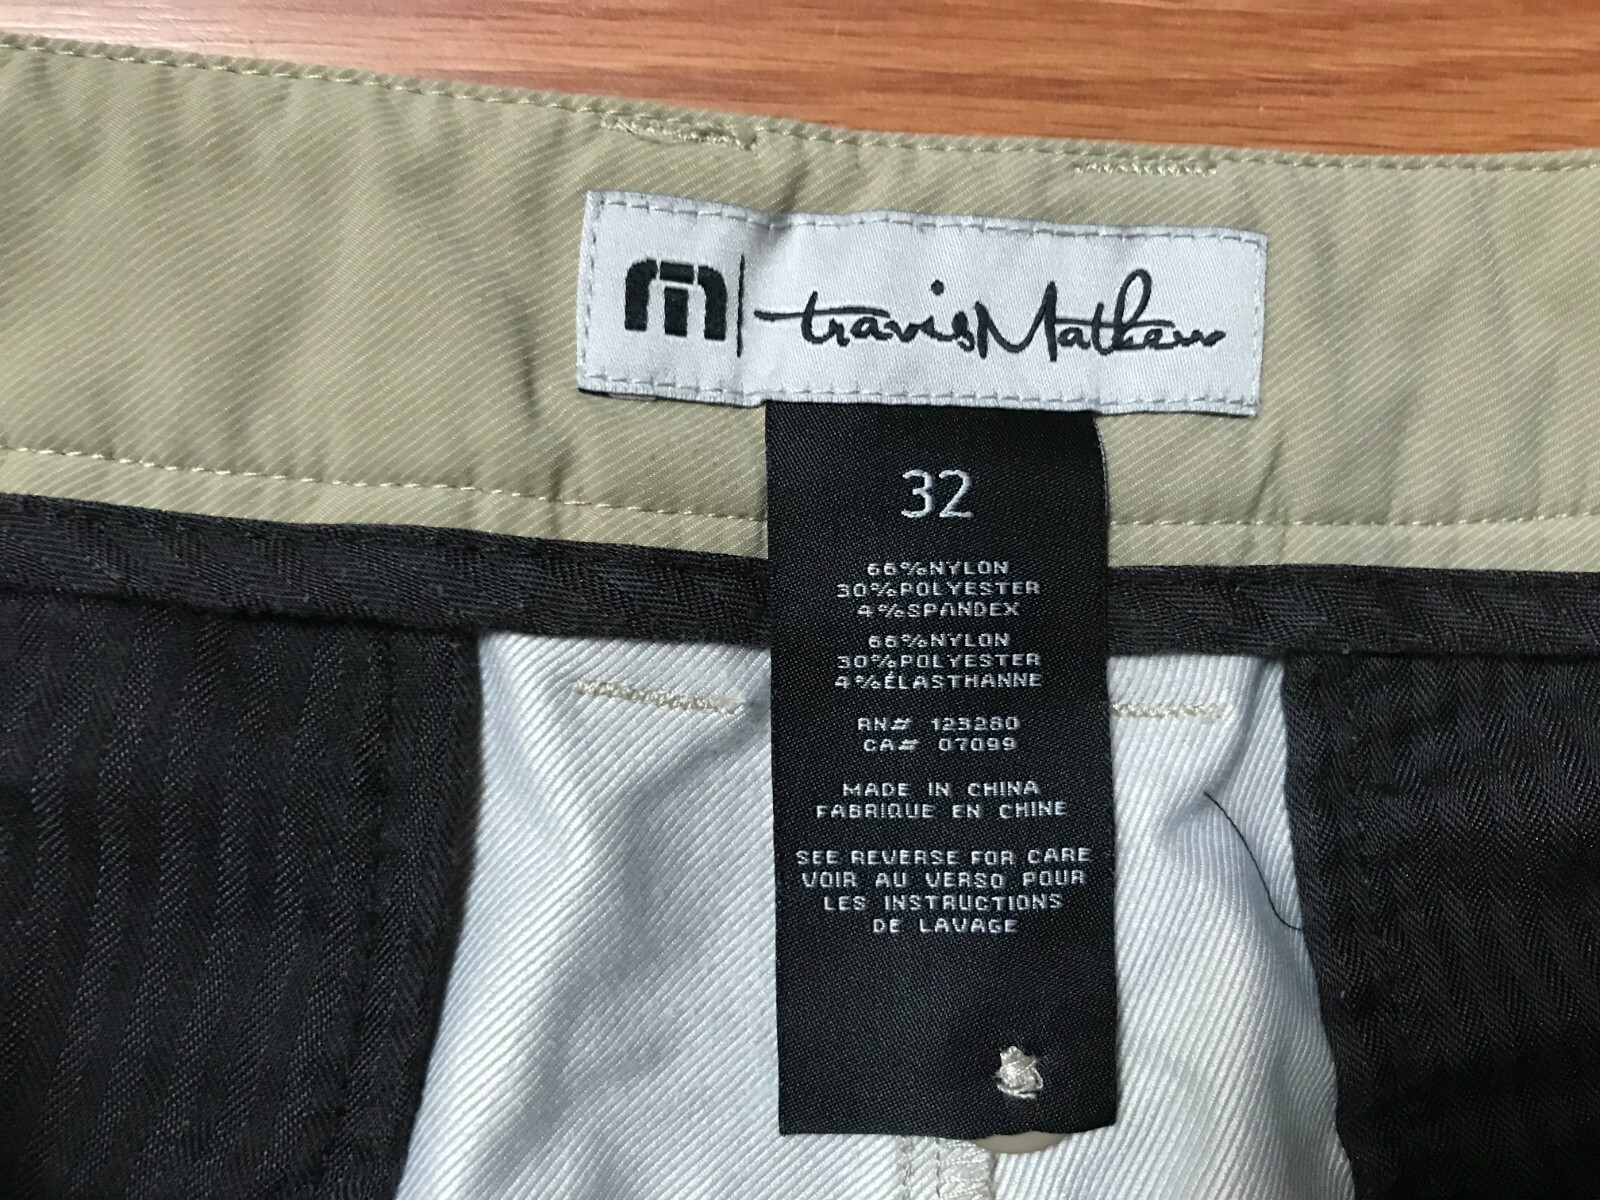 travisMathew
32
66%NYLON
30%POLYESTER
4%SPANDEX
66%NYLON
30%POLYESTER
4%ÉLASTHANNE
RN# 123280
CA# 07099
MADE IN CHINA
FABRIQUE EN CHINE
SEE REVERSE FOR CARE
VOIR AU VERSO POUR
LES INSTRUCTIONS
DE LAVAGE